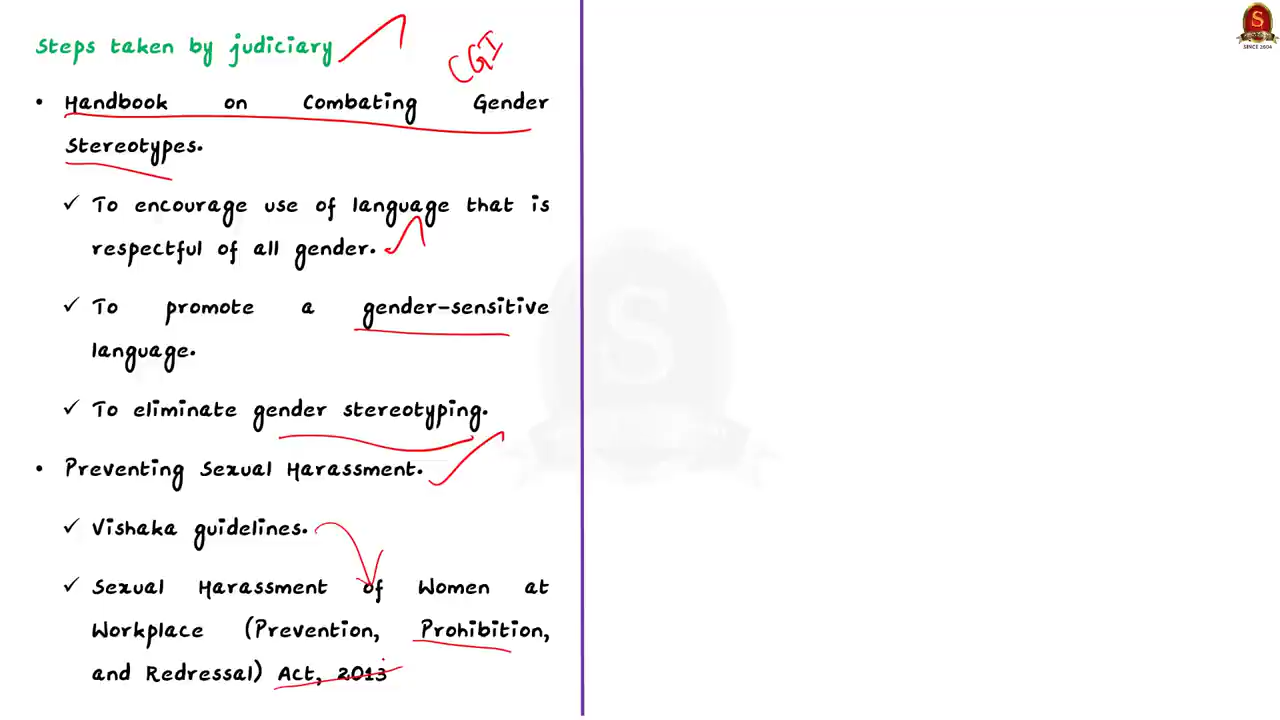 Steps taken by judiciary
CGI
• Handbook on Combating Gender
Stereotypes.
✓ To encourage use of language that is
respectful of all gender.
✓ To promote a gender-sensitive
language.
✓ To eliminate gender stereotyping.
• Preventing Sexual Harassment.
✓ Vishaka guidelines.
✓ Sexual Harassment of Women at
Workplace (Prevention, Prohibition,
and Redressal) Act, 2013
S
SINCE 2004